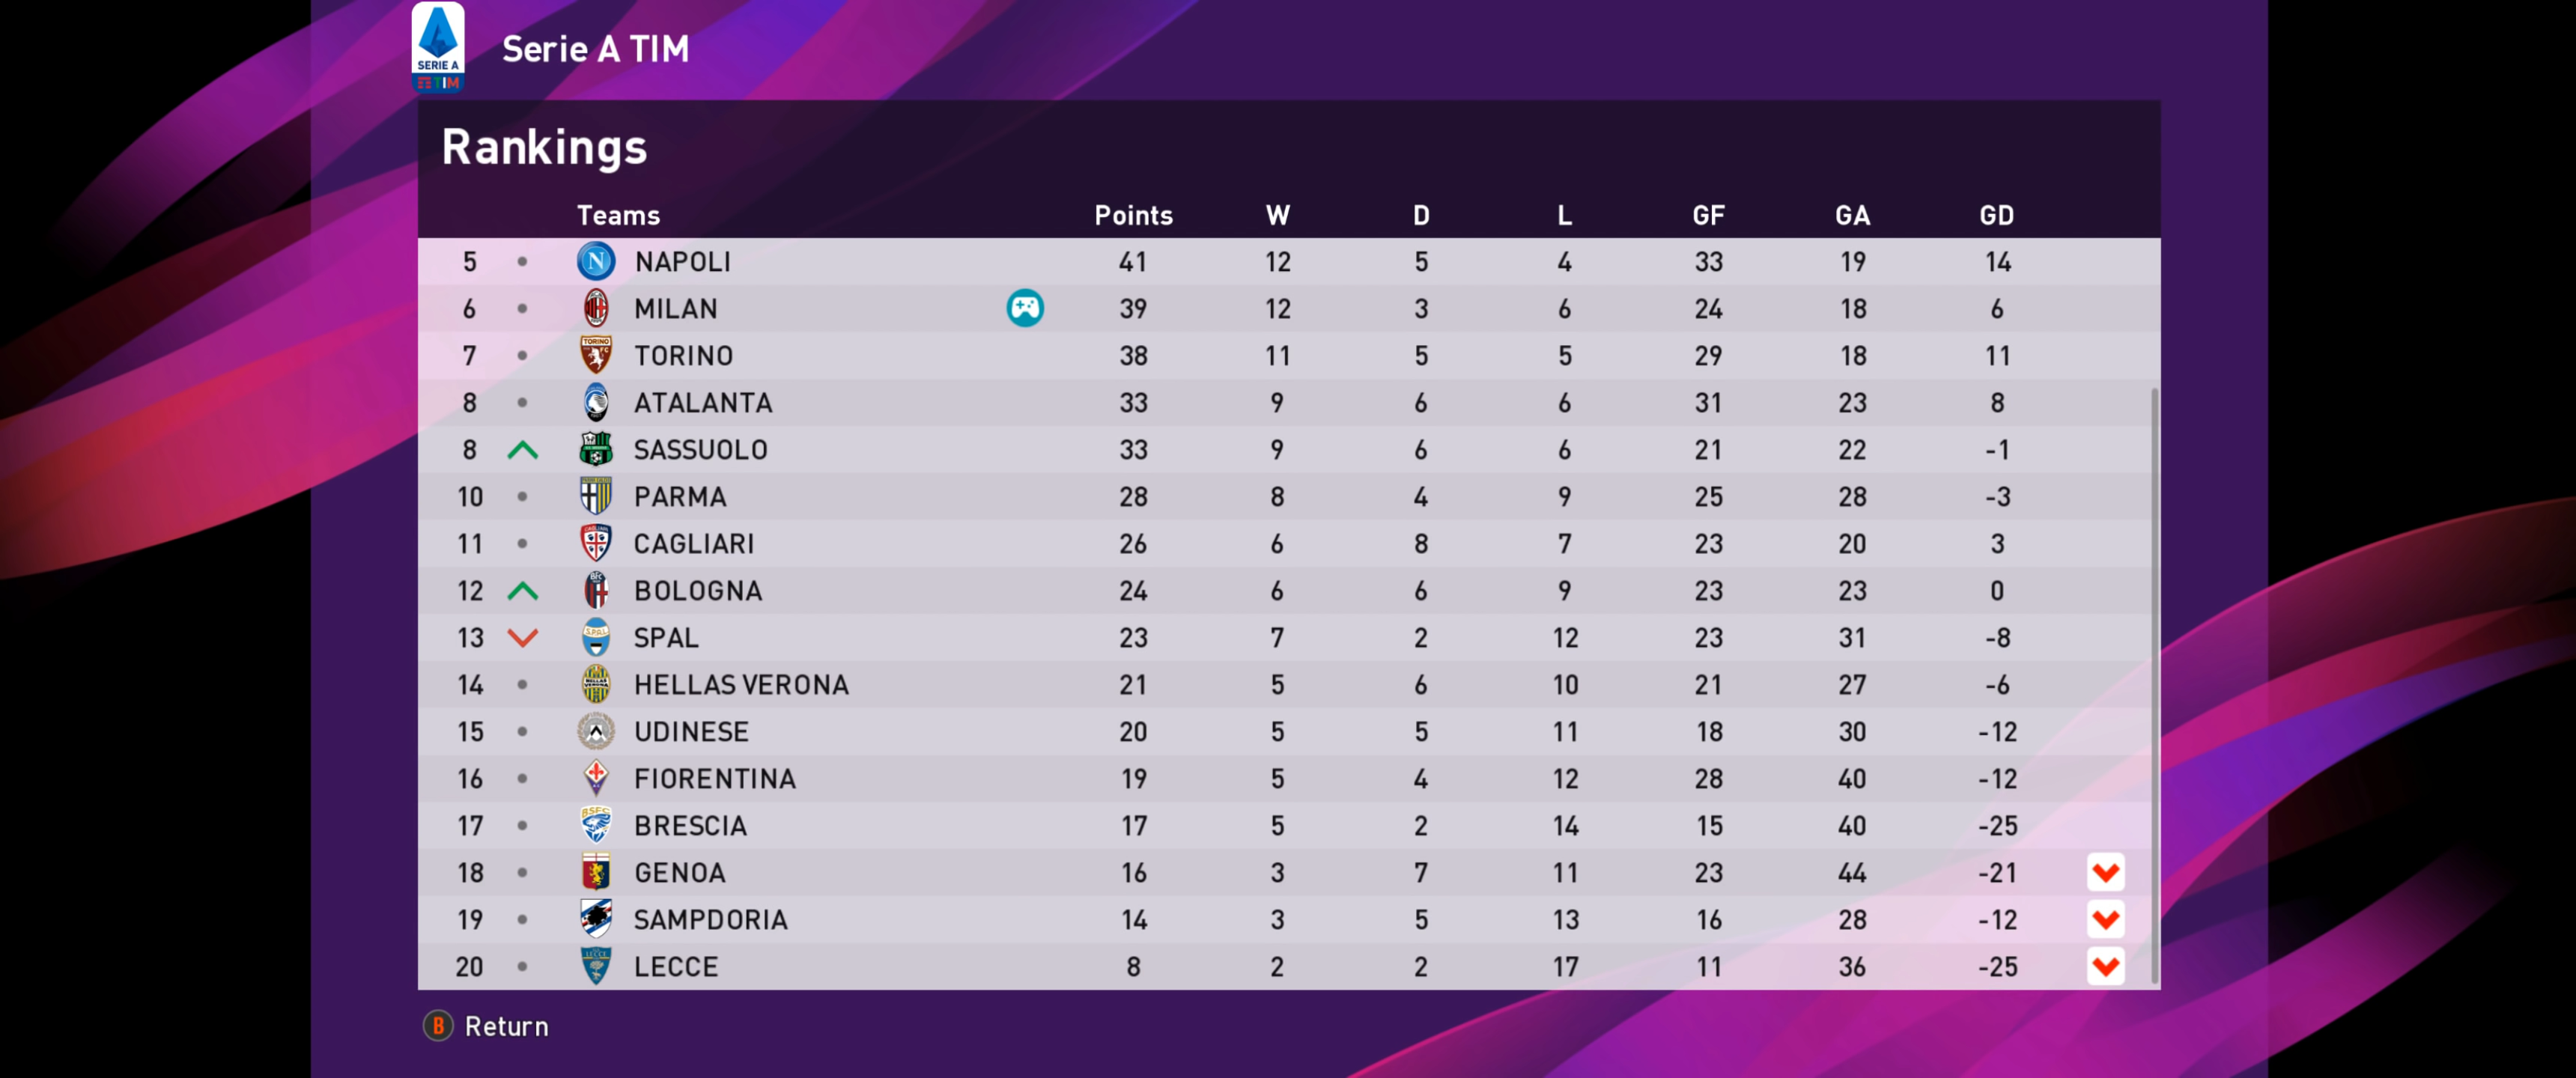 SERIE A
TIM
Serie A TIM
Rankings
Teams Points W D L GF GA GD
5 NAPOLI 41 12 5 4 33 19 14
6 MILAN 39 12 3 6 24 18 6
7 TORINO 38 11 5 5 29 18 11
8 ATALANTA 33 9 6 6 31 23 8
8 SASSUOLO 33 9 6 6 21 22 -1
10 PARMA 28 8 4 9 25 28 -3
11 CAGLIARI 26 6 8 7 23 20 3
12 BOLOGNA 24 6 6 9 23 23 0
13 SPAL 23 7 2 12 23 31 -8
14 HELLAS VERONA 21 5 6 10 21 27 -6
15 UDINESE 20 5 5 11 18 30 -12
16 FIORENTINA 19 5 4 12 28 40 -12
17 BRESCIA 17 5 2 14 15 40 -25
18 GENOA 16 3 7 11 23 44 -21
19 SAMPDORIA 14 3 5 13 16 28 -12
20 LECCE 8 2 2 17 11 36 -25
B Return